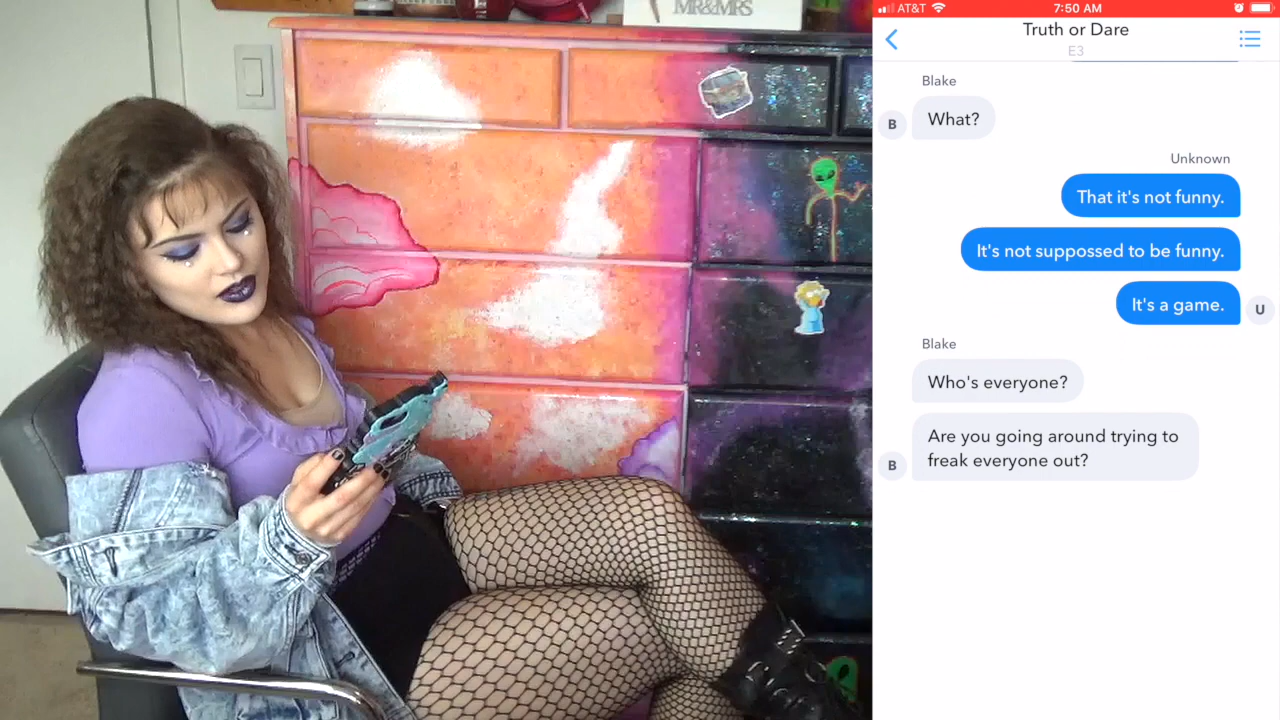 MR&MRS
AT&T 7:50 AM
Truth or Dare
E3
Blake
What?
B
Unknown
That it's not funny.
It's not suppossed to be funny.
It's a game.
U
Blake
Who's everyone?
Are you going around trying to
freak everyone out?
B